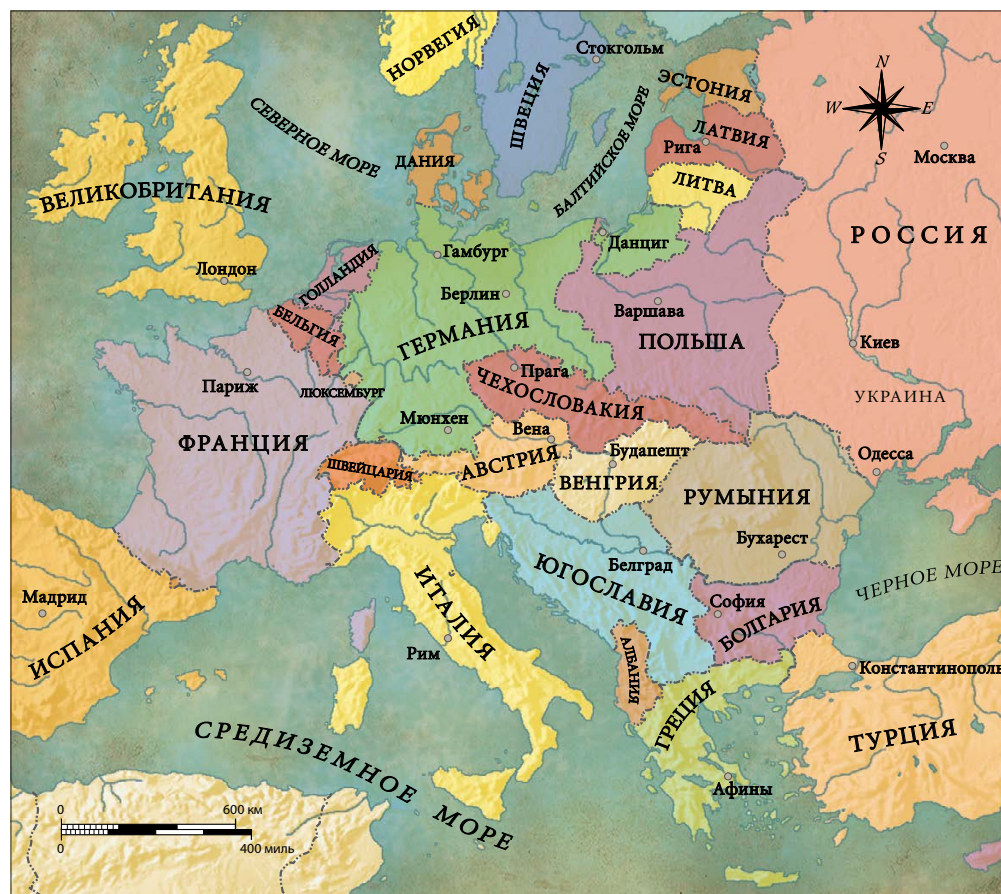 НОРВЕГИЯ
ШВЕЦИЯ
Стокгольм
ЭСТОНИЯ
N
W
E
S
СЕВЕРНОЕ МОРЕ
БАЛТИЙСКОЕ МОРЕ
ЛАТВИЯ
Рига
Москва
ДАНИЯ
ЛИТВА
ВЕЛИКОБРИТАНИЯ
РОССИЯ
Данциг
Гамбург
ГОЛЛАНДИЯ
Лондон
Берлин
Варшава
БЕЛЬГИЯ
ГЕРМАНИЯ
ПОЛЬША
Киев
Париж
ЛЮКСЕМБУРГ
Прага
ЧЕХОСЛОВАКИЯ
УКРАИНА
Мюнхен
Вена
ФРАНЦИЯ
Будапешт
Одесса
ШВЕЙЦАРИЯ
АВСТРИЯ
ВЕНГРИЯ
РУМЫНИЯ
Бухарест
Белград
ЮГОСЛАВИЯ
ЧЕРНОЕ МОРЕ
Мадрид
ИСПАНИЯ
ИТАЛИЯ
София
БОЛГАРИЯ
Рим
АЛБАНИЯ
Константинополь
ГРЕЦИЯ
ТУРЦИЯ
СРЕДИЗЕМНОЕ МОРЕ
Афины
0
600 км
0
400 миль